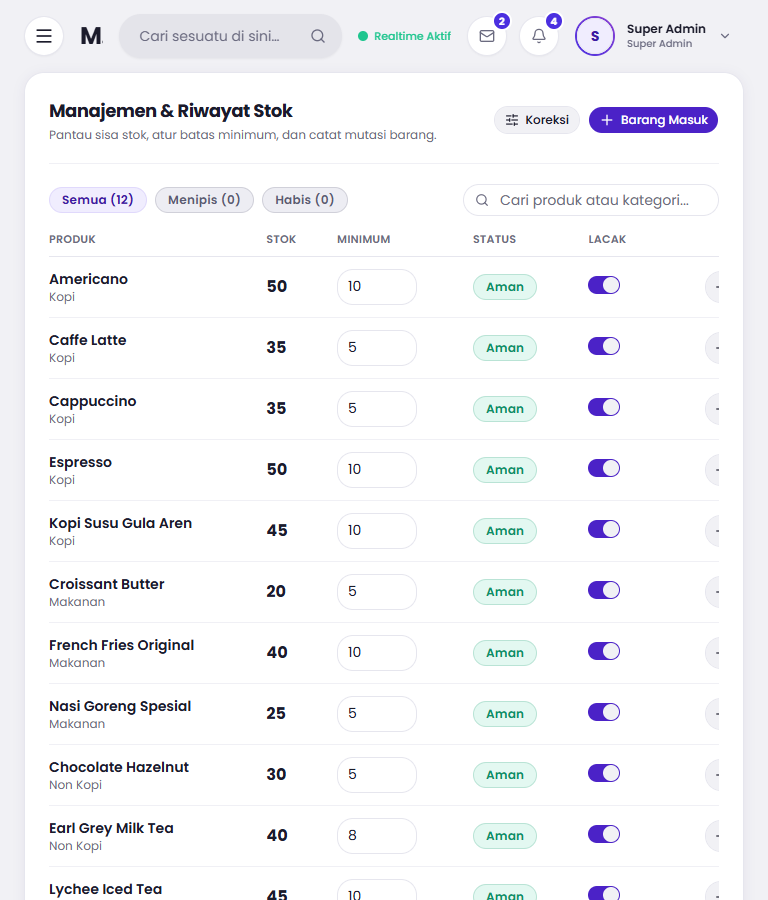 M.
Cari sesuatu di sini...
Realtime Aktif
2
4
S
Super Admin
Super Admin
Manajemen & Riwayat Stok
Pantau sisa stok, atur batas minimum, dan catat mutasi barang.
Koreksi
Barang Masuk
Semua (12)
Menipis (0)
Habis (0)
Cari produk atau kategori...
PRODUK STOK MINIMUM STATUS LACAK
Americano
Kopi
50 10 Aman
Caffe Latte
Kopi
35 5 Aman
Cappuccino
Kopi
35 5 Aman
Espresso
Kopi
50 10 Aman
Kopi Susu Gula Aren
Kopi
45 10 Aman
Croissant Butter
Makanan
20 5 Aman
French Fries Original
Makanan
40 10 Aman
Nasi Goreng Spesial
Makanan
25 5 Aman
Chocolate Hazelnut
Non Kopi
30 5 Aman
Earl Grey Milk Tea
Non Kopi
40 8 Aman
Lychee Iced Tea
45 10 Aman